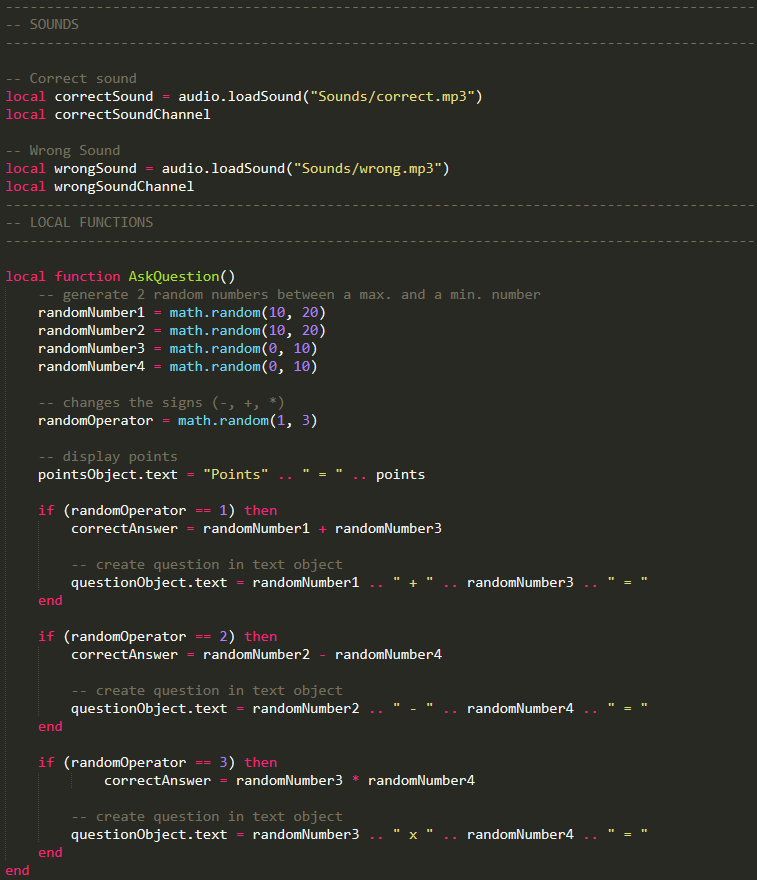 -----------------------------------------------------------------------------------------
-- SOUNDS
-----------------------------------------------------------------------------------------

-- Correct sound
local correctSound = audio.loadSound("Sounds/correct.mp3")
local correctSoundChannel

-- Wrong Sound
local wrongSound = audio.loadSound("Sounds/wrong.mp3")
local wrongSoundChannel
-----------------------------------------------------------------------------------------
-- LOCAL FUNCTIONS
-----------------------------------------------------------------------------------------

local function AskQuestion()
    -- generate 2 random numbers between a max. and a min. number
    randomNumber1 = math.random(10, 20)
    randomNumber2 = math.random(10, 20)
    randomNumber3 = math.random(0, 10)
    randomNumber4 = math.random(0, 10)

    -- changes the signs (-, +, *)
    randomOperator = math.random(1, 3)

    -- display points
    pointsObject.text = "Points" .. " = " .. points

    if (randomOperator == 1) then
        correctAnswer = randomNumber1 + randomNumber3

        -- create question in text object
        questionObject.text = randomNumber1 .. " + " .. randomNumber3 .. " = "
    end

    if (randomOperator == 2) then
        correctAnswer = randomNumber2 - randomNumber4

        -- create question in text object
        questionObject.text = randomNumber2 .. " - " .. randomNumber4 .. " = "
    end

    if (randomOperator == 3) then
            correctAnswer = randomNumber3 * randomNumber4

        -- create question in text object
        questionObject.text = randomNumber3 .. " x " .. randomNumber4 .. " = "
    end
end